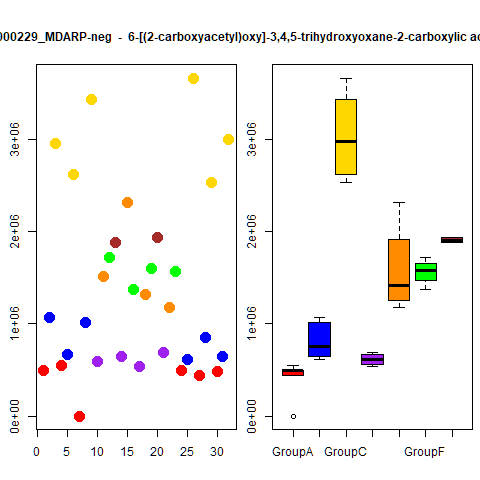 000229_MDARP-neg - 6-[(2-carboxyacetyl)oxy]-3,4,5-trihydroxyoxane-2-carboxylic ac
3e+06
2e+06
1e+06
0e+00
0 5 10 15 20 25 30
3e+06
2e+06
1e+06
0e+00
GroupA GroupC GroupF